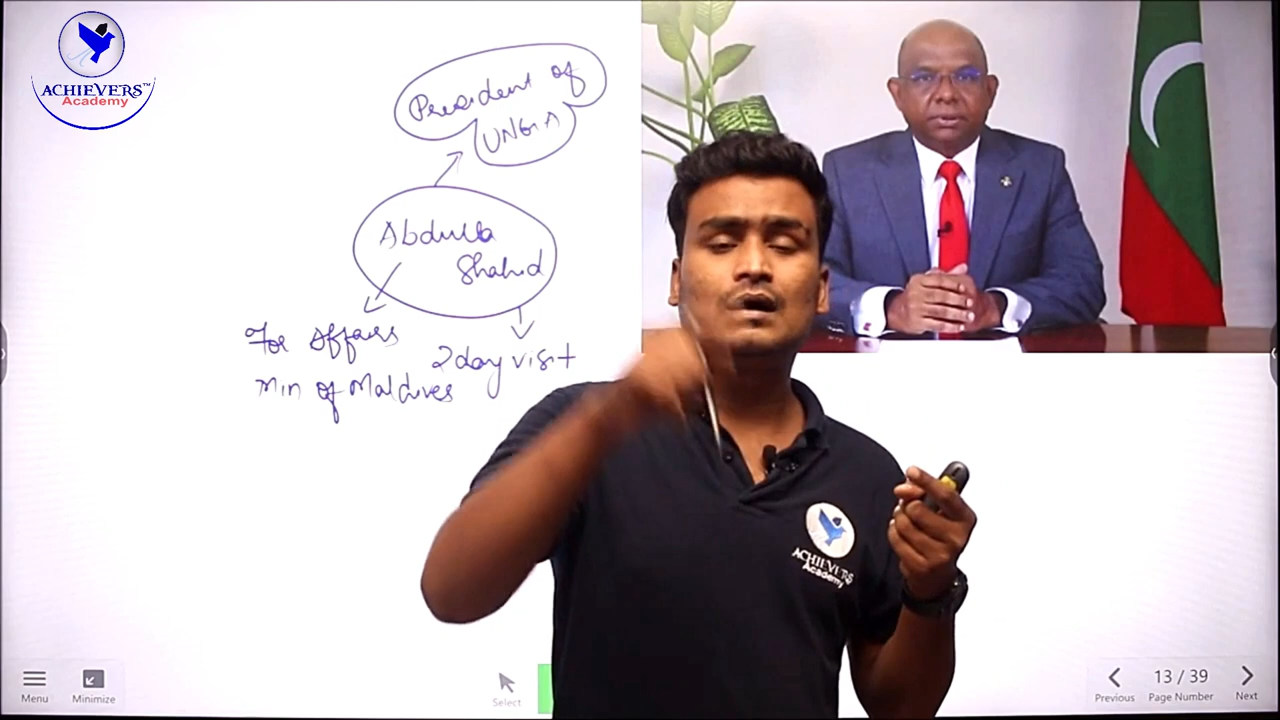 ACHIEVERS™
Academy
President of
UNGA
Abdulla
Shahid
For Affairs
Min of Maldives
2 day visit
ACHIEVERS
Academy
Menu
Minimize
Select
13 / 39
Previous
Page Number
Next